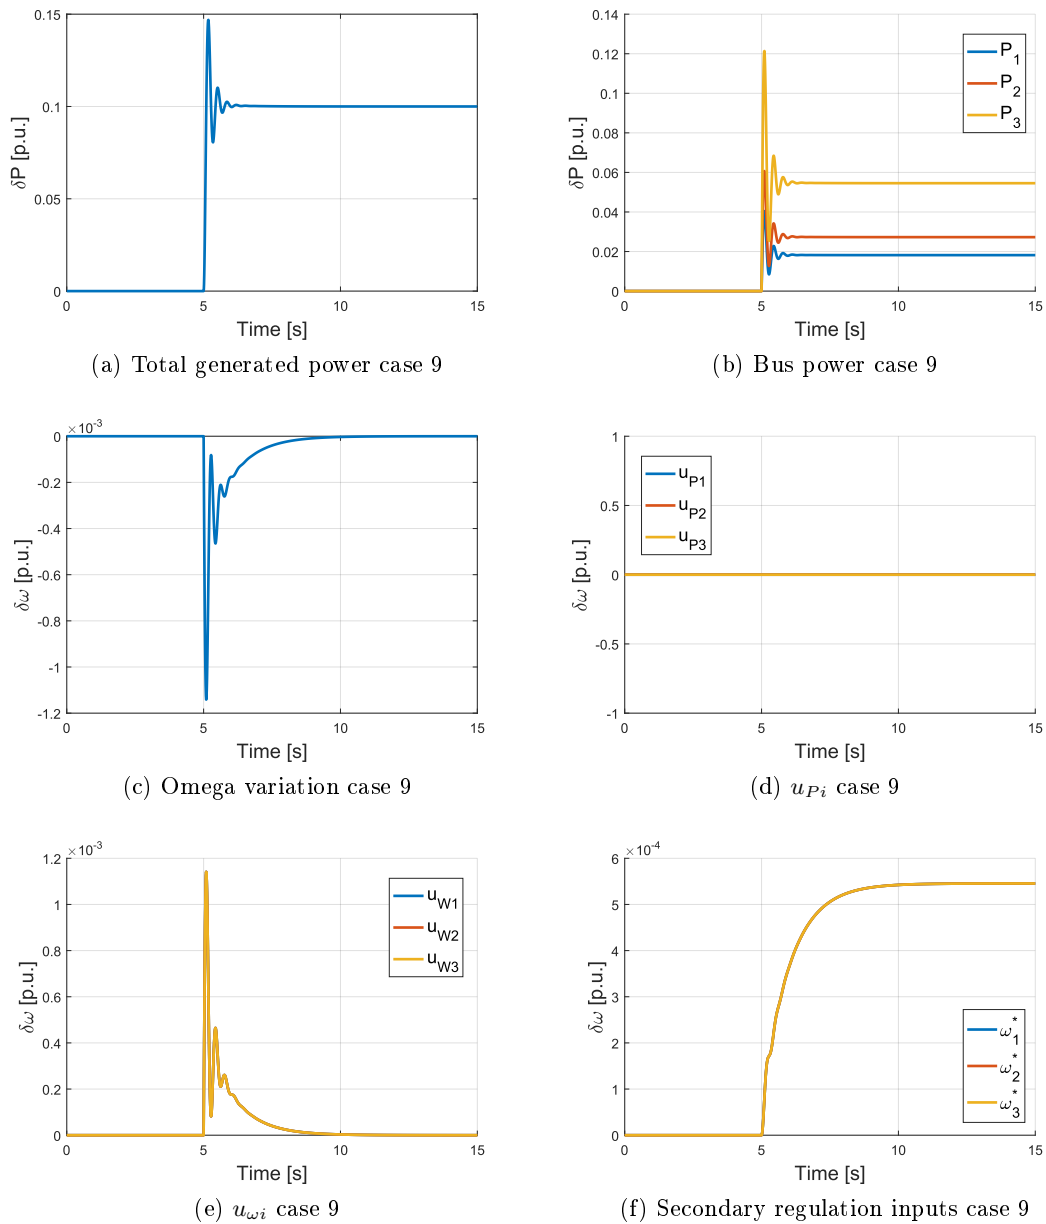 0.15
0.1
0.05
0
0 5 10 15
δP [p.u.]
Time [s]
(a) Total generated power case 9
0.14
0.12
0.1
0.08
0.06
0.04
0.02
0
0 5 10 15
δP [p.u.]
Time [s]
P1
P2
P3
(b) Bus power case 9
×10-3
0
-0.2
-0.4
-0.6
-0.8
-1
-1.2
0 5 10 15
δω [p.u.]
Time [s]
(c) Omega variation case 9
1
0.5
0
-0.5
-1
0 5 10 15
δω [p.u.]
Time [s]
uP1
uP2
uP3
(d) uPi case 9
×10-3
1.2
1
0.8
0.6
0.4
0.2
0
0 5 10 15
δω [p.u.]
Time [s]
uW1
uW2
uW3
(e) uωi case 9
×10-4
6
5
4
3
2
1
0
0 5 10 15
δω [p.u.]
Time [s]
ω1*
ω2*
ω3*
(f) Secondary regulation inputs case 9